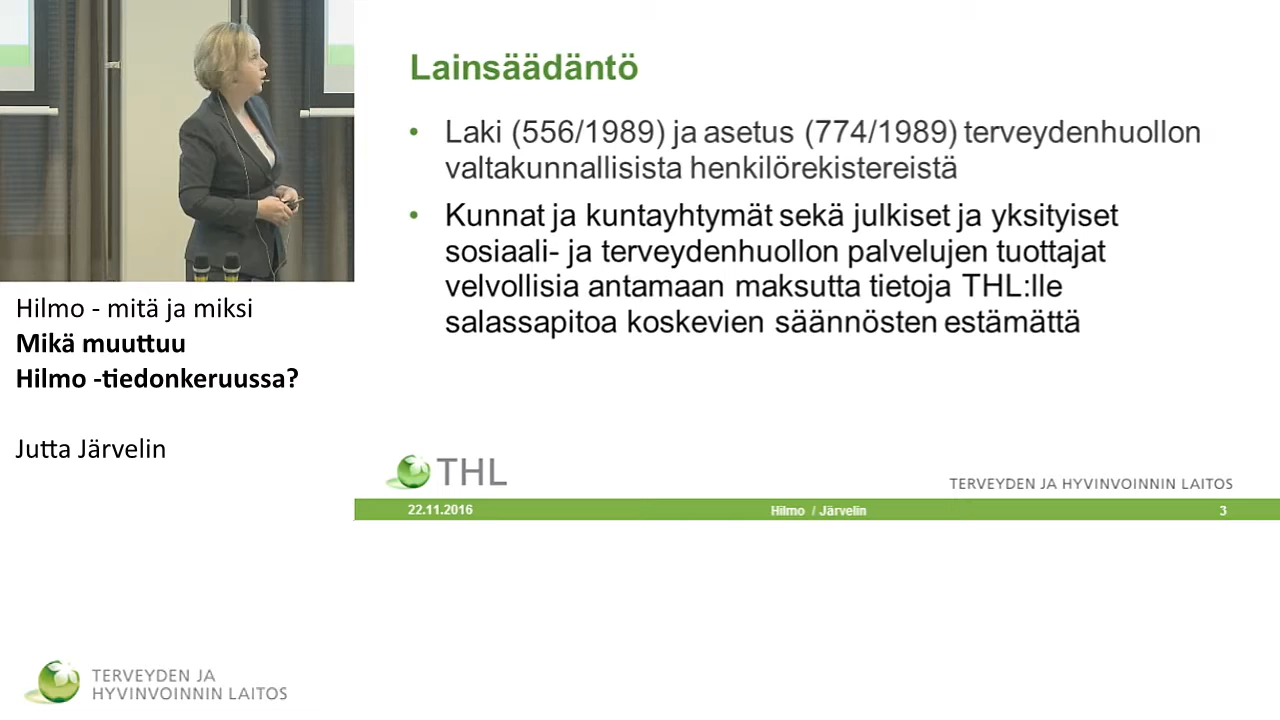 Lainsäädäntö
• Laki (556/1989) ja asetus (774/1989) terveydenhuollon
valtakunnallisista henkilörekistereistä
• Kunnat ja kuntayhtymät sekä julkiset ja yksityiset
sosiaali- ja terveydenhuollon palvelujen tuottajat
velvollisia antamaan maksutta tietoja THL:lle
salassapitoa koskevien säännösten estämättä
Hilmo - mitä ja miksi
Mikä muuttuu
Hilmo -tiedonkeruussa?
Jutta Järvelin
THL
TERVEYDEN JA HYVINVOINNIN LAITOS
22.11.2016 Hilmo / Järvelin 3
TERVEYDEN JA
HYVINVOINNIN LAITOS